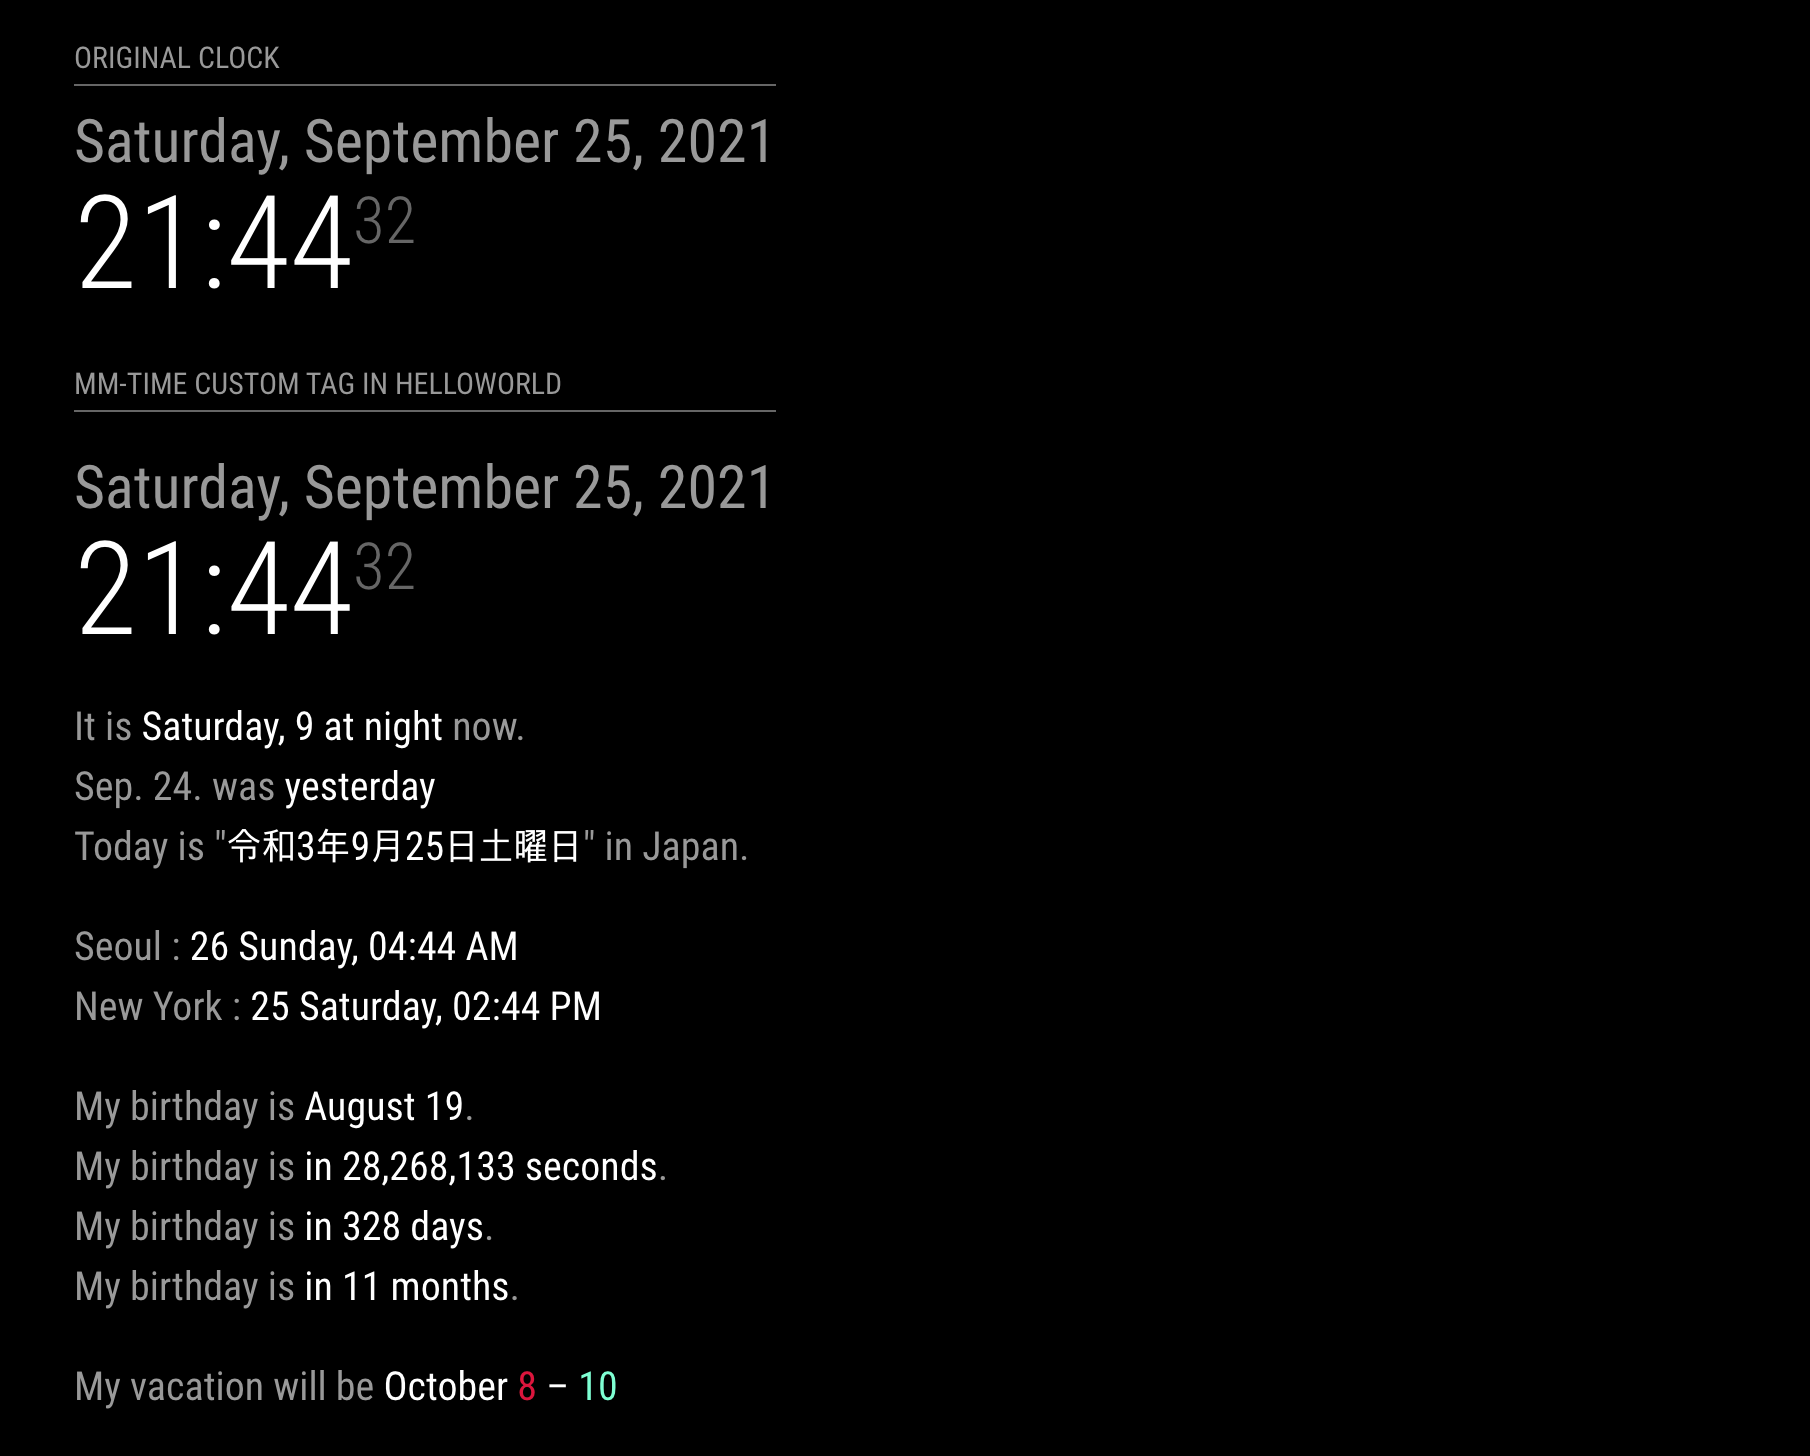 ORIGINAL CLOCK
Saturday, September 25, 2021
21:44 32
MM-TIME CUSTOM TAG IN HELLOWORLD
Saturday, September 25, 2021
21:44 32
It is Saturday, 9 at night now.
Sep. 24. was yesterday
Today is "令和3年9月25日土曜日" in Japan.
Seoul : 26 Sunday, 04:44 AM
New York : 25 Saturday, 02:44 PM
My birthday is August 19.
My birthday is in 28,268,133 seconds.
My birthday is in 328 days.
My birthday is in 11 months.
My vacation will be October 8 – 10